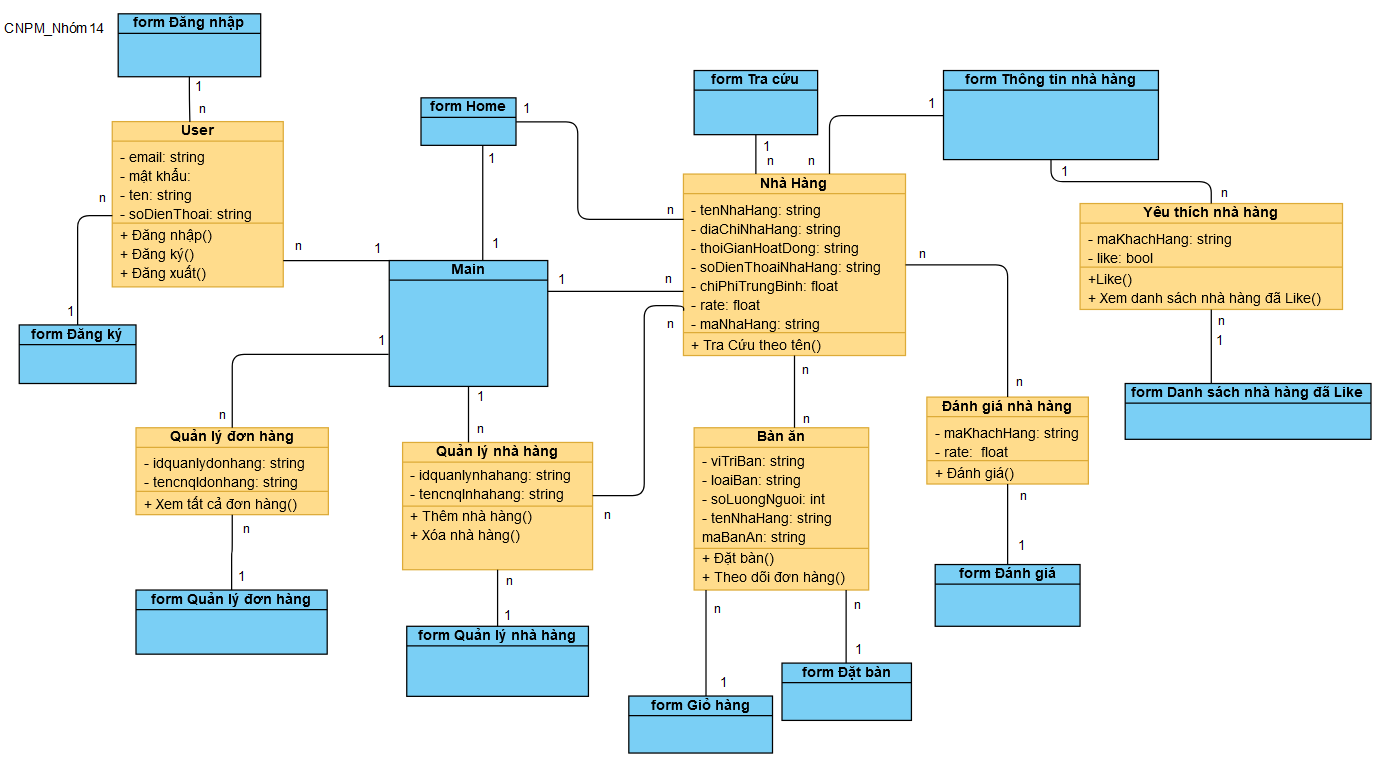 CNPM_Nhóm14
form Đăng nhập
1
n
User
- email: string
- mật khẩu:
- ten: string
- soDienThoai: string
+ Đăng nhập()
+ Đăng ký()
+ Đăng xuất()
n
1
form Đăng ký
n
1
form Home
1
1
1
n
Main
1
n
1
n
1
n
form Tra cứu
1
n
n
1
form Thông tin nhà hàng
1
n
Nhà Hàng
- tenNhaHang: string
- diaChiNhaHang: string
- thoiGianHoatDong: string
- soDienThoaiNhaHang: string
- chiPhiTrungBinh: float
- rate: float
- maNhaHang: string
+ Tra Cứu theo tên()
n
n
n
n
n
n
Yêu thích nhà hàng
- maKhachHang: string
- like: bool
+Like()
+ Xem danh sách nhà hàng đã Like()
n
1
form Danh sách nhà hàng đã Like
Quản lý đơn hàng
- idquanlydonhang: string
- tencnqldonhang: string
+ Xem tất cả đơn hàng()
n
1
form Quản lý đơn hàng
Quản lý nhà hàng
- idquanlynhahang: string
- tencnqlnhahang: string
+ Thêm nhà hàng()
+ Xóa nhà hàng()
n
n
1
form Quản lý nhà hàng
Bàn ăn
- viTriBan: string
- loaiBan: string
- soLuongNguoi: int
- tenNhaHang: string
maBanAn: string
+ Đặt bàn()
+ Theo dõi đơn hàng()
n
n
1
1
form Giỏ hàng
form Đặt bàn
Đánh giá nhà hàng
- maKhachHang: string
- rate:  float
+ Đánh giá()
n
1
form Đánh giá